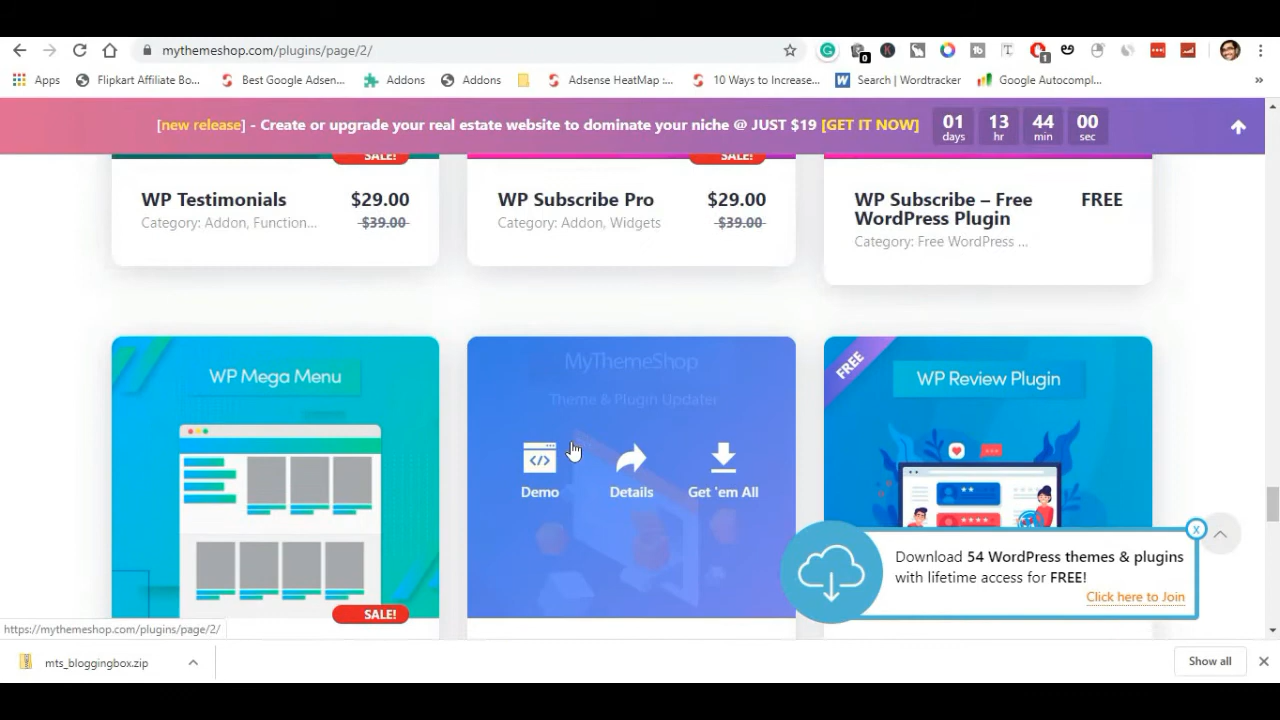 mythemeshop.com/plugins/page/2/
0
1
Apps
Flipkart Affiliate Bo...
Best Google Adsen...
Addons
Addons
Adsense HeatMap :...
10 Ways to Increase...
Search | Wordtracker
Google Autocompl...
»
[new release] - Create or upgrade your real estate website to dominate your niche @ JUST $19 [GET IT NOW]
01 days
13 hr
44 min
00 sec
SALE!
SALE!
WP Testimonials $29.00
Category: Addon, Function... $39.00
WP Subscribe Pro $29.00
Category: Addon, Widgets $39.00
WP Subscribe – Free FREE
WordPress Plugin
Category: Free WordPress ...
WP Mega Menu
SALE!
MyThemeShop
Theme & Plugin Updater
Demo
Details
Get 'em All
FREE
WP Review Plugin
X
Download 54 WordPress themes & plugins
with lifetime access for FREE!
Click here to Join
https://mythemeshop.com/plugins/page/2/
mts_bloggingbox.zip
Show all